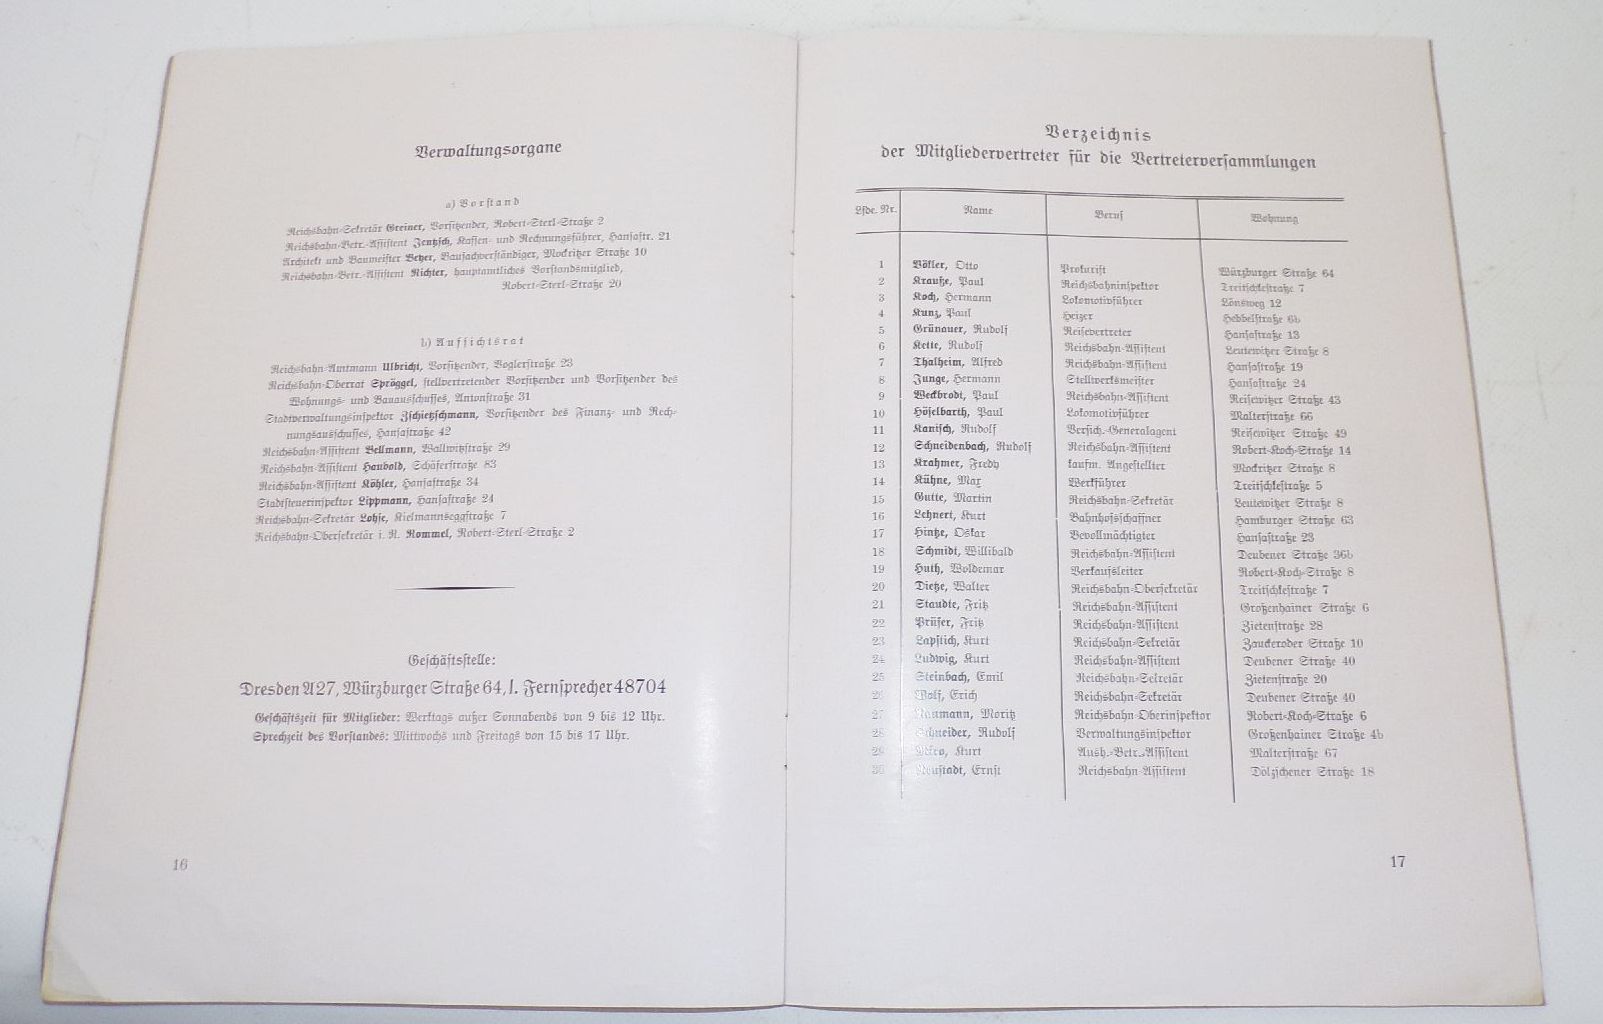 Verwaltungsorgane
a) Vorstand
Reichsbahn-Sekretär Greiner, Vorsitzender, Robert-Sterl-Straße 2
Reichsbahn-Betr.-Assistent Jentzsch, Kassen- und Rechnungsführer, Hansastr. 21
Architekt und Baumeister Beyer, Bausachverständiger, Mockritzer Straße 10
Reichsbahn-Betr.-Assistent Richter, hauptamtliches Vorstandsmitglied,
Robert-Sterl-Straße 20
b) Aufsichtsrat
Reichsbahn-Amtmann Ulbricht, Vorsitzender, Voglerstraße 23
Reichsbahn-Oberrat Spröggel, stellvertretender Vorsitzender und Vorsitzender des
Wohnungs- und Bauausschusses, Antonstraße 31
Stadtverwaltungsinspektor Zschietzschmann, Vorsitzender des Finanz- und Rech-
nungsausschusses, Hansastraße 42
Reichsbahn-Assistent Bellmann, Wallwitzstraße 29
Reichsbahn-Assistent Haubold, Schäferstraße 83
Reichsbahn-Assistent Köhler, Hansastraße 34
Stadtsteuerinspektor Lippmann, Hansastraße 24
Reichsbahn-Sekretär Lohse, Kielmannseggstraße 7
Reichsbahn-Obersekretär i. R. Rommel, Robert-Sterl-Straße 2
Geschäftsstelle:
Dresden A 27, Würzburger Straße 64, I. Fernsprecher 48704
Geschäftszeit für Mitglieder: Werktags außer Sonnabends von 9 bis 12 Uhr.
Sprechzeit des Vorstandes: Mittwochs und Freitags von 15 bis 17 Uhr.
16
Verzeichnis
der Mitgliedervertreter für die Vertreterversammlungen
Lfde. Nr. Name Beruf Wohnung
1 Böller, Otto Prokurist Würzburger Straße 64
2 Krauße, Paul Reichsbahninspektor Treitschkestraße 7
3 Koch, Hermann Lokomotivführer Lönsweg 12
4 Kunz, Paul Heizer Hebbelstraße 6b
5 Grünauer, Rudolf Reisevertreter Hansastraße 13
6 Kette, Rudolf Reichsbahn-Assistent Leutewitzer Straße 8
7 Thalheim, Alfred Reichsbahn-Assistent Hansastraße 19
8 Junge, Hermann Stellwerksmeister Hansastraße 24
9 Weckbrodt, Paul Reichsbahn-Assistent Reisewitzer Straße 43
10 Höselbarth, Paul Lokomotivführer Malterstraße 66
11 Kanisch, Rudolf Versich.-Generalagent Reisewitzer Straße 49
12 Schneidenbach, Rudolf Reichsbahn-Assistent Robert-Koch-Straße 14
13 Krahmer, Fredy kaufm. Angestellter Mockritzer Straße 8
14 Kühne, Max Werkführer Treitschkestraße 5
15 Gutte, Martin Reichsbahn-Sekretär Leutewitzer Straße 8
16 Lehnert, Kurt Bahnhofsschaffner Hamburger Straße 63
17 Hintze, Oskar Bevollmächtigter Hansastraße 23
18 Schmidt, Willibald Reichsbahn-Assistent Deubener Straße 36b
19 Huth, Woldemar Verkaufsleiter Robert-Koch-Straße 8
20 Dietze, Walter Reichsbahn-Obersekretär Treitschkestraße 7
21 Staudte, Fritz Reichsbahn-Assistent Großenhainer Straße 6
22 Prüfer, Fritz Reichsbahn-Assistent Zietenstraße 28
23 Lapstich, Kurt Reichsbahn-Sekretär Zauckeroder Straße 10
24 Ludwig, Kurt Reichsbahn-Assistent Deubener Straße 40
25 Steinbach, Emil Reichsbahn-Sekretär Zietenstraße 20
26 Wolf, Erich Reichsbahn-Sekretär Deubener Straße 40
27 Moritz Reichsbahn-Oberinspektor Robert-Koch-Straße 6
28 Schneider, Rudolf Verwaltungsinspektor Großenhainer Straße 4b
29 Kurt Aush.-Betr.-Assistent Malterstraße 67
30 Neustadt, Ernst Reichsbahn-Assistent Dölzschener Straße 18
17